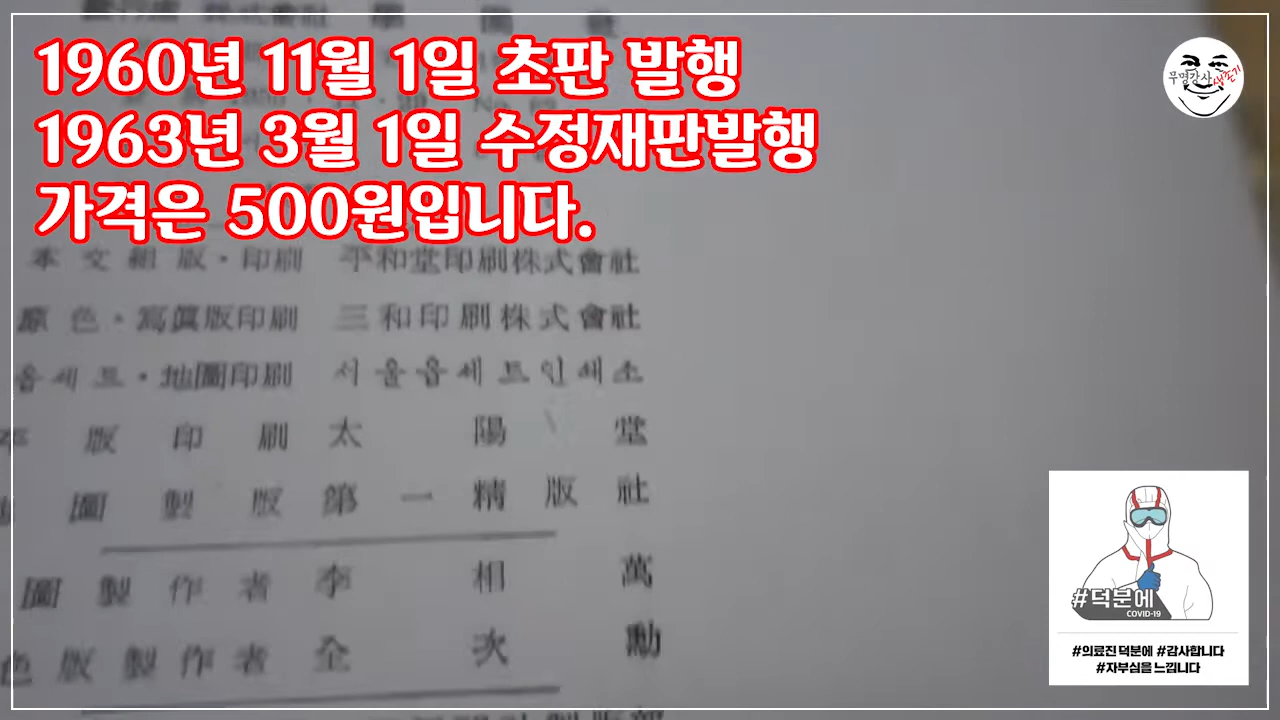 1960년 11월 1일 초판 발행
1963년 3월 1일 수정재판발행
가격은 500원입니다.
무명강사 생존기
本文組版·印刷 平和堂印刷株式會社
原色·寫眞版印刷 三和印刷株式會社
옵세트·地圖印刷 서울옵세트인쇄소
平版印刷 太陽堂
圖製版 第一精版社
圖製作者 李相萬
色版製作者 全次勳
#덕분에
COVID-19
#의료진 덕분에 #감사합니다
#자부심을 느낍니다